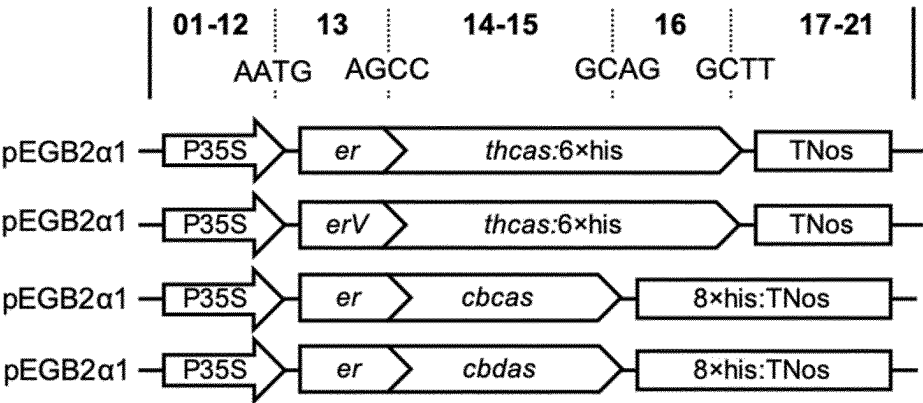 01-12 13 14-15 16 17-21
AATG AGCC GCAG GCTT
pEGB2α1 P35S er thcas:6×his TNos
pEGB2α1 P35S erV thcas:6×his TNos
pEGB2α1 P35S er cbcas 8×his:TNos
pEGB2α1 P35S er cbdas 8×his:TNos